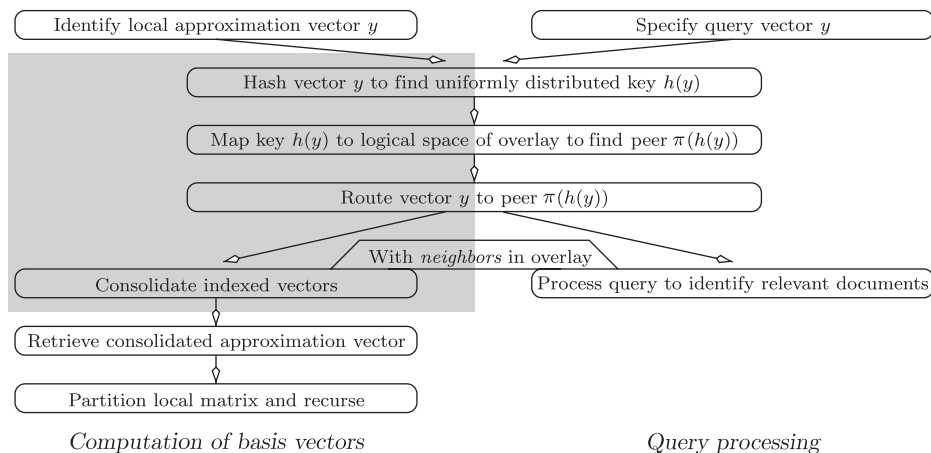 Identify local approximation vector y
Specify query vector y
Hash vector y to find uniformly distributed key h(y)
Map key h(y) to logical space of overlay to find peer π(h(y))
Route vector y to peer π(h(y))
With neighbors in overlay
Consolidate indexed vectors
Process query to identify relevant documents
Retrieve consolidated approximation vector
Partition local matrix and recurse
Computation of basis vectors
Query processing